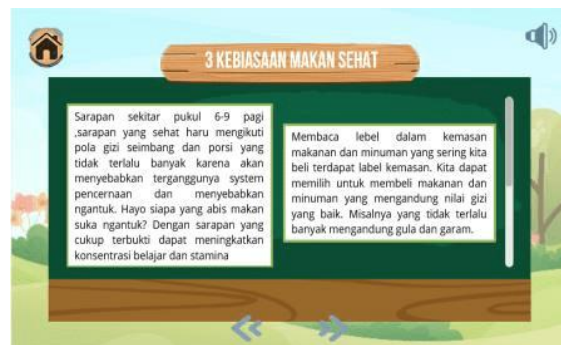 3 KEBIASAAN MAKAN SEHAT
Sarapan sekitar pukul 6-9 pagi
,sarapan yang sehat haru mengikuti
pola gizi seimbang dan porsi yang
tidak terlalu banyak karena akan
menyebabkan terganggunya system
pencernaan dan menyebabkan
ngantuk. Hayo siapa yang abis makan
suka ngantuk? Dengan sarapan yang
cukup terbukti dapat meningkatkan
konsentrasi belajar dan stamina
Membaca lebel dalam kemasan
makanan dan minuman yang sering kita
beli terdapat label kemasan. Kita dapat
memilih untuk membeli makanan dan
minuman yang mengandung nilai gizi
yang baik. Misalnya yang tidak terlalu
banyak mengandung gula dan garam.